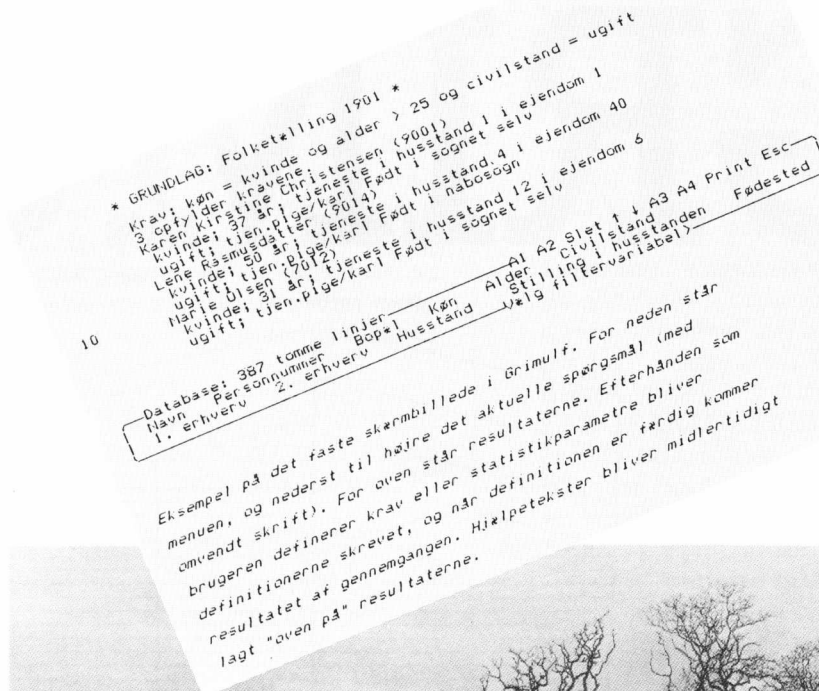 * GRUNDLAG: Folketælling 1901 *
Krav: køn = kvinde og alder > 25 og civilstand = ugift
3 opfylder kravene
Karen Kirstine Christensen (9001)
kvinde; 37 år; tjeneste i husstand 1 i ejendom 1
ugift; tjen.pige/karl Født i sognet selv
Lene Rasmusdatter (9014)
kvinde; 50 år; tjeneste i husstand 4 i ejendom 40
ugift; tjen.pige/karl Født i nabosogn
Marie Olsen (7012)
kvinde; 31 år; tjeneste i husstand 12 i ejendom 6
ugift; tjen.pige/karl Født i sognet selv
10
Database: 387 tomme linjer A1 A2 Slet ↑ ↓ A3 A4 Print Esc
Navn Personnummer Bopæl Køn Alder Civilstand Fødested
1. erhverv 2. erhverv Husstand Stilling i husstanden
Vælg filtervariabel?
Eksempel på det faste skærmbillede i Grimulf. For neden står
menuen, og nederst til højre det aktuelle spørgsmål (med
omvendt skrift). For oven står resultaterne. Efterhånden som
brugeren definerer krav eller statistikparametre bliver
definitionerne skrevet, og når definitionen er færdig kommer
resultatet af gennemgangen. Hjælpetekster bliver midlertidigt
lagt "oven på" resultaterne.